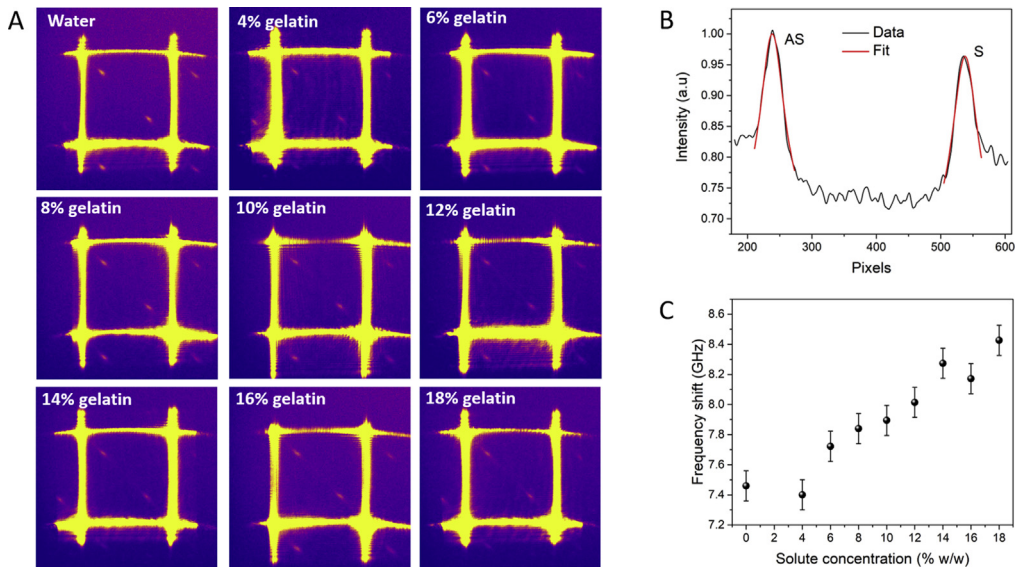 A
Water
4% gelatin
6% gelatin
8% gelatin
10% gelatin
12% gelatin
14% gelatin
16% gelatin
18% gelatin
B
1.00
0.95
0.90
0.85
0.80
0.75
0.70
Intensity (a.u)
AS
Data
Fit
S
200 300 400 500 600
Pixels
C
8.6
8.4
8.2
8.0
7.8
7.6
7.4
7.2
Frequency shift (GHz)
0 2 4 6 8 10 12 14 16 18
Solute concentration (% w/w)